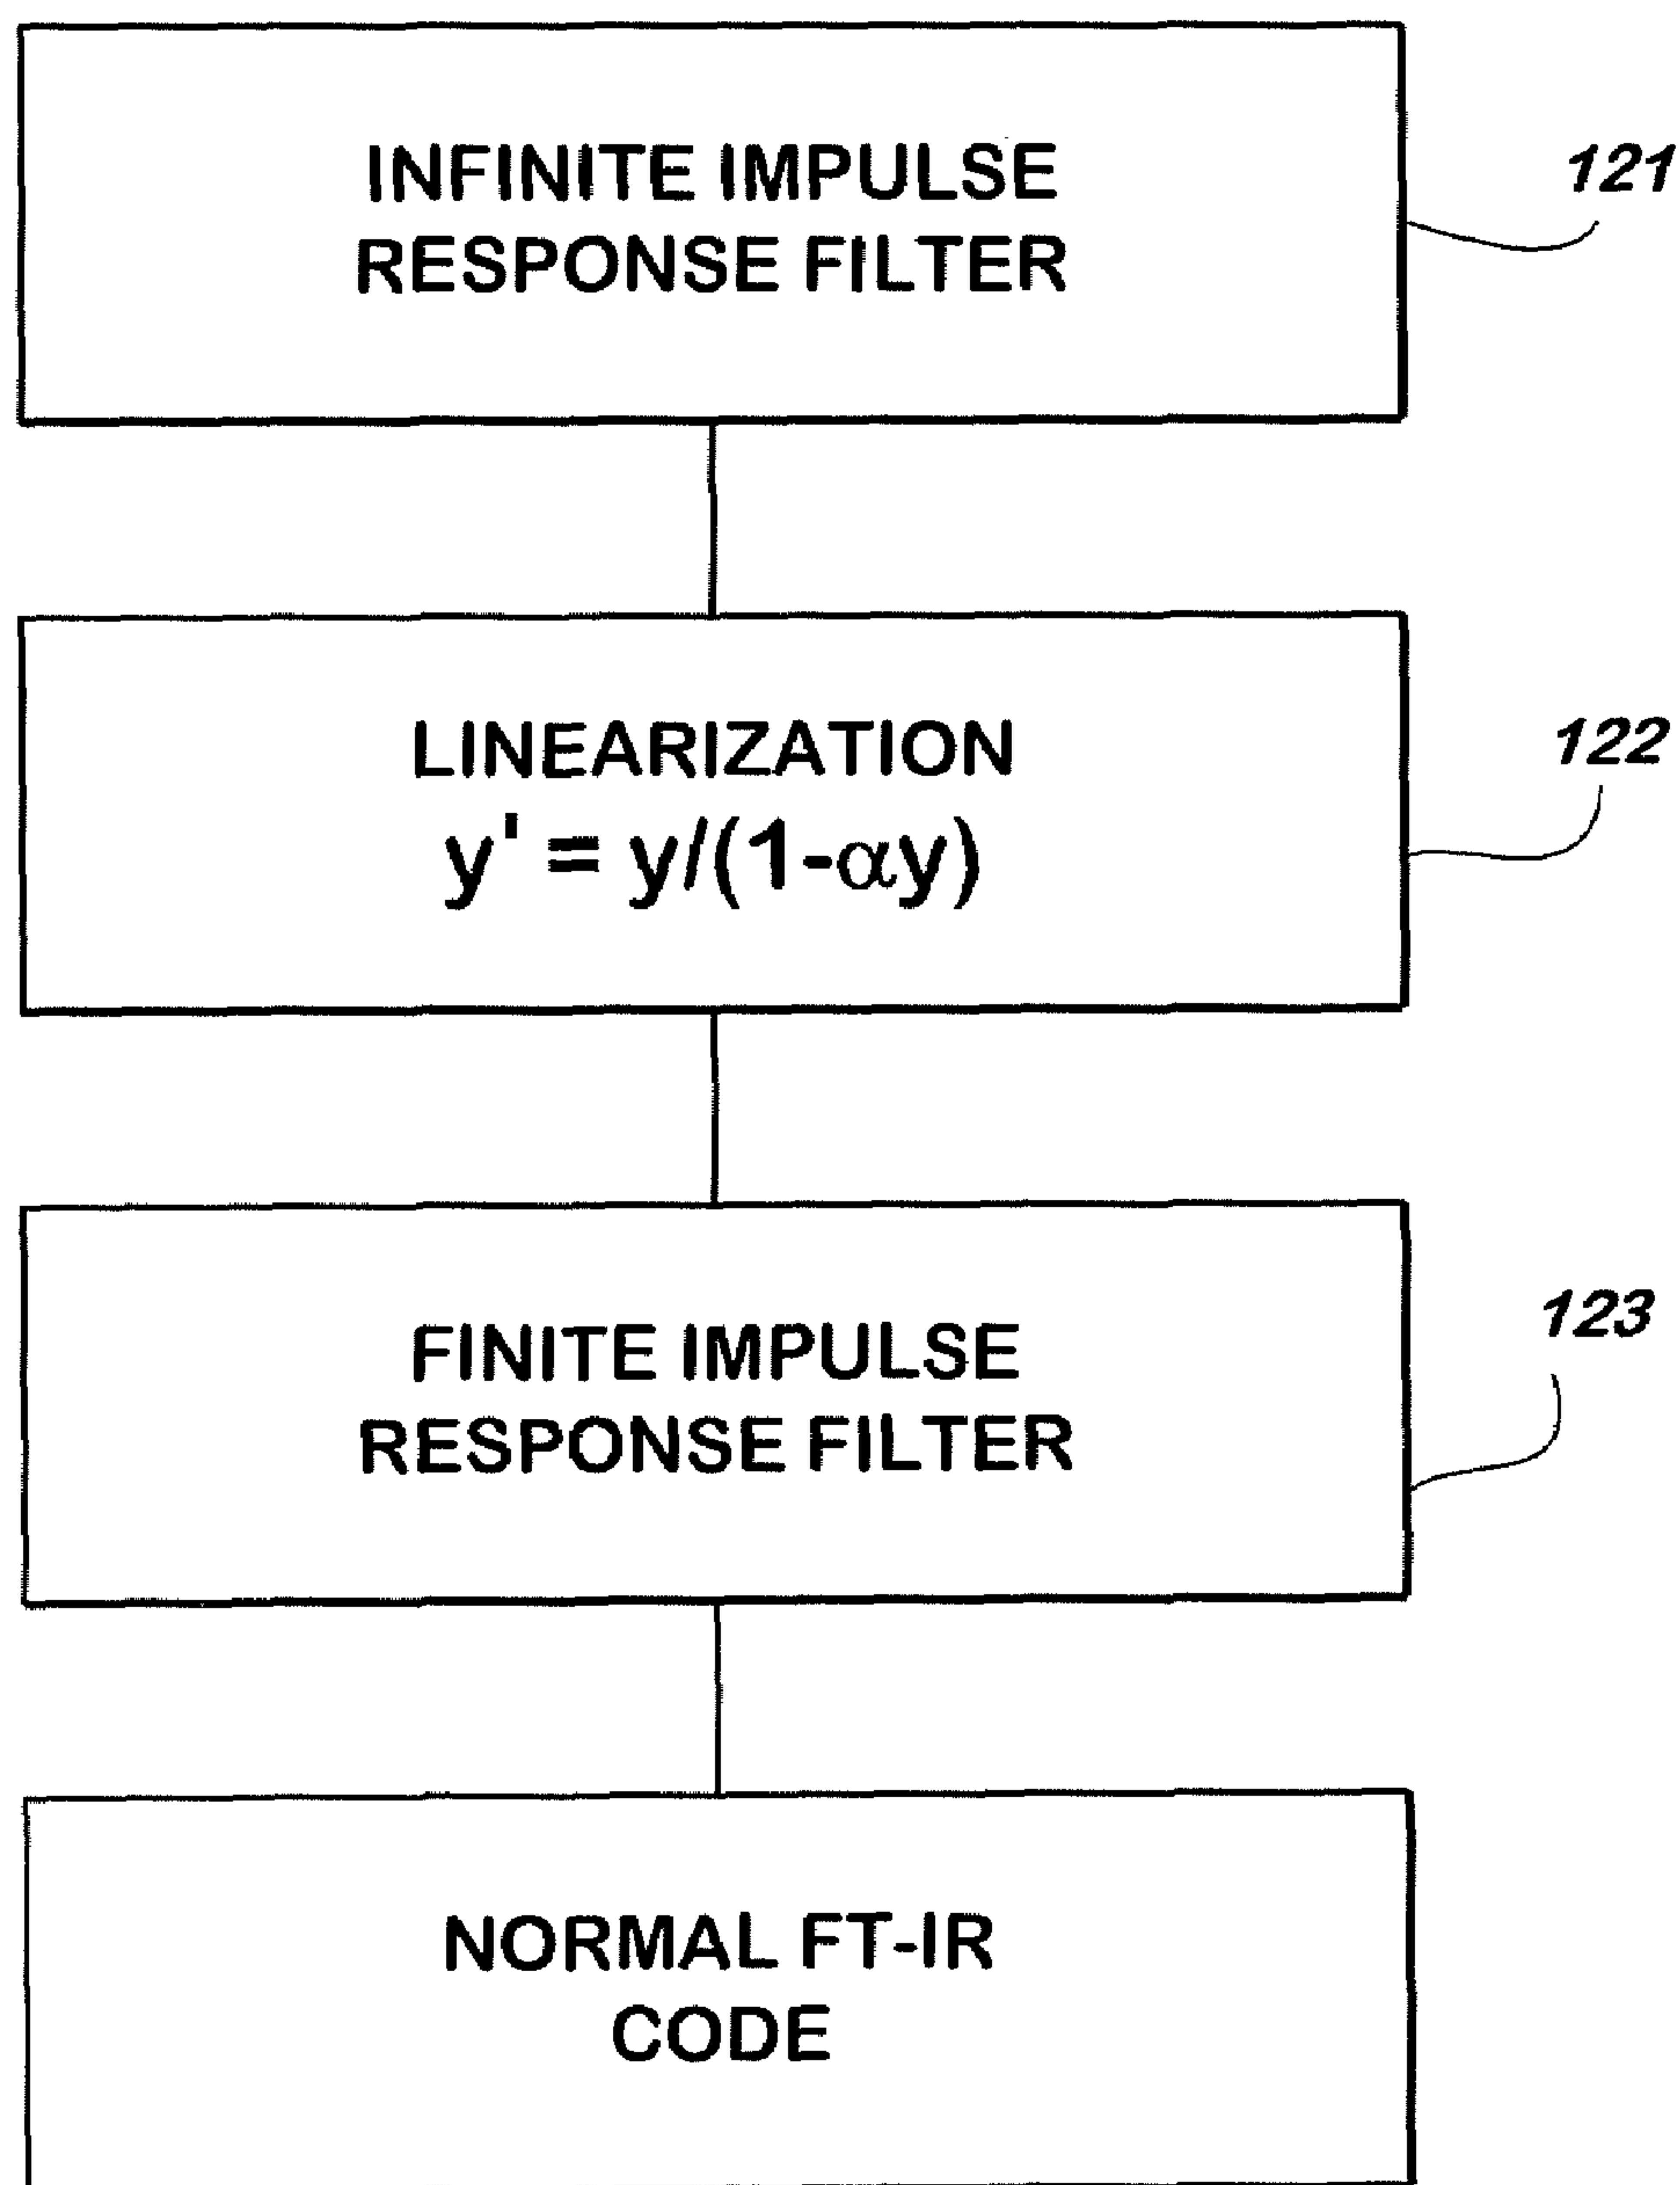 INFINITE IMPULSE
RESPONSE FILTER
121
LINEARIZATION
y' = y/(1-αy)
122
FINITE IMPULSE
RESPONSE FILTER
123
NORMAL FT-IR
CODE